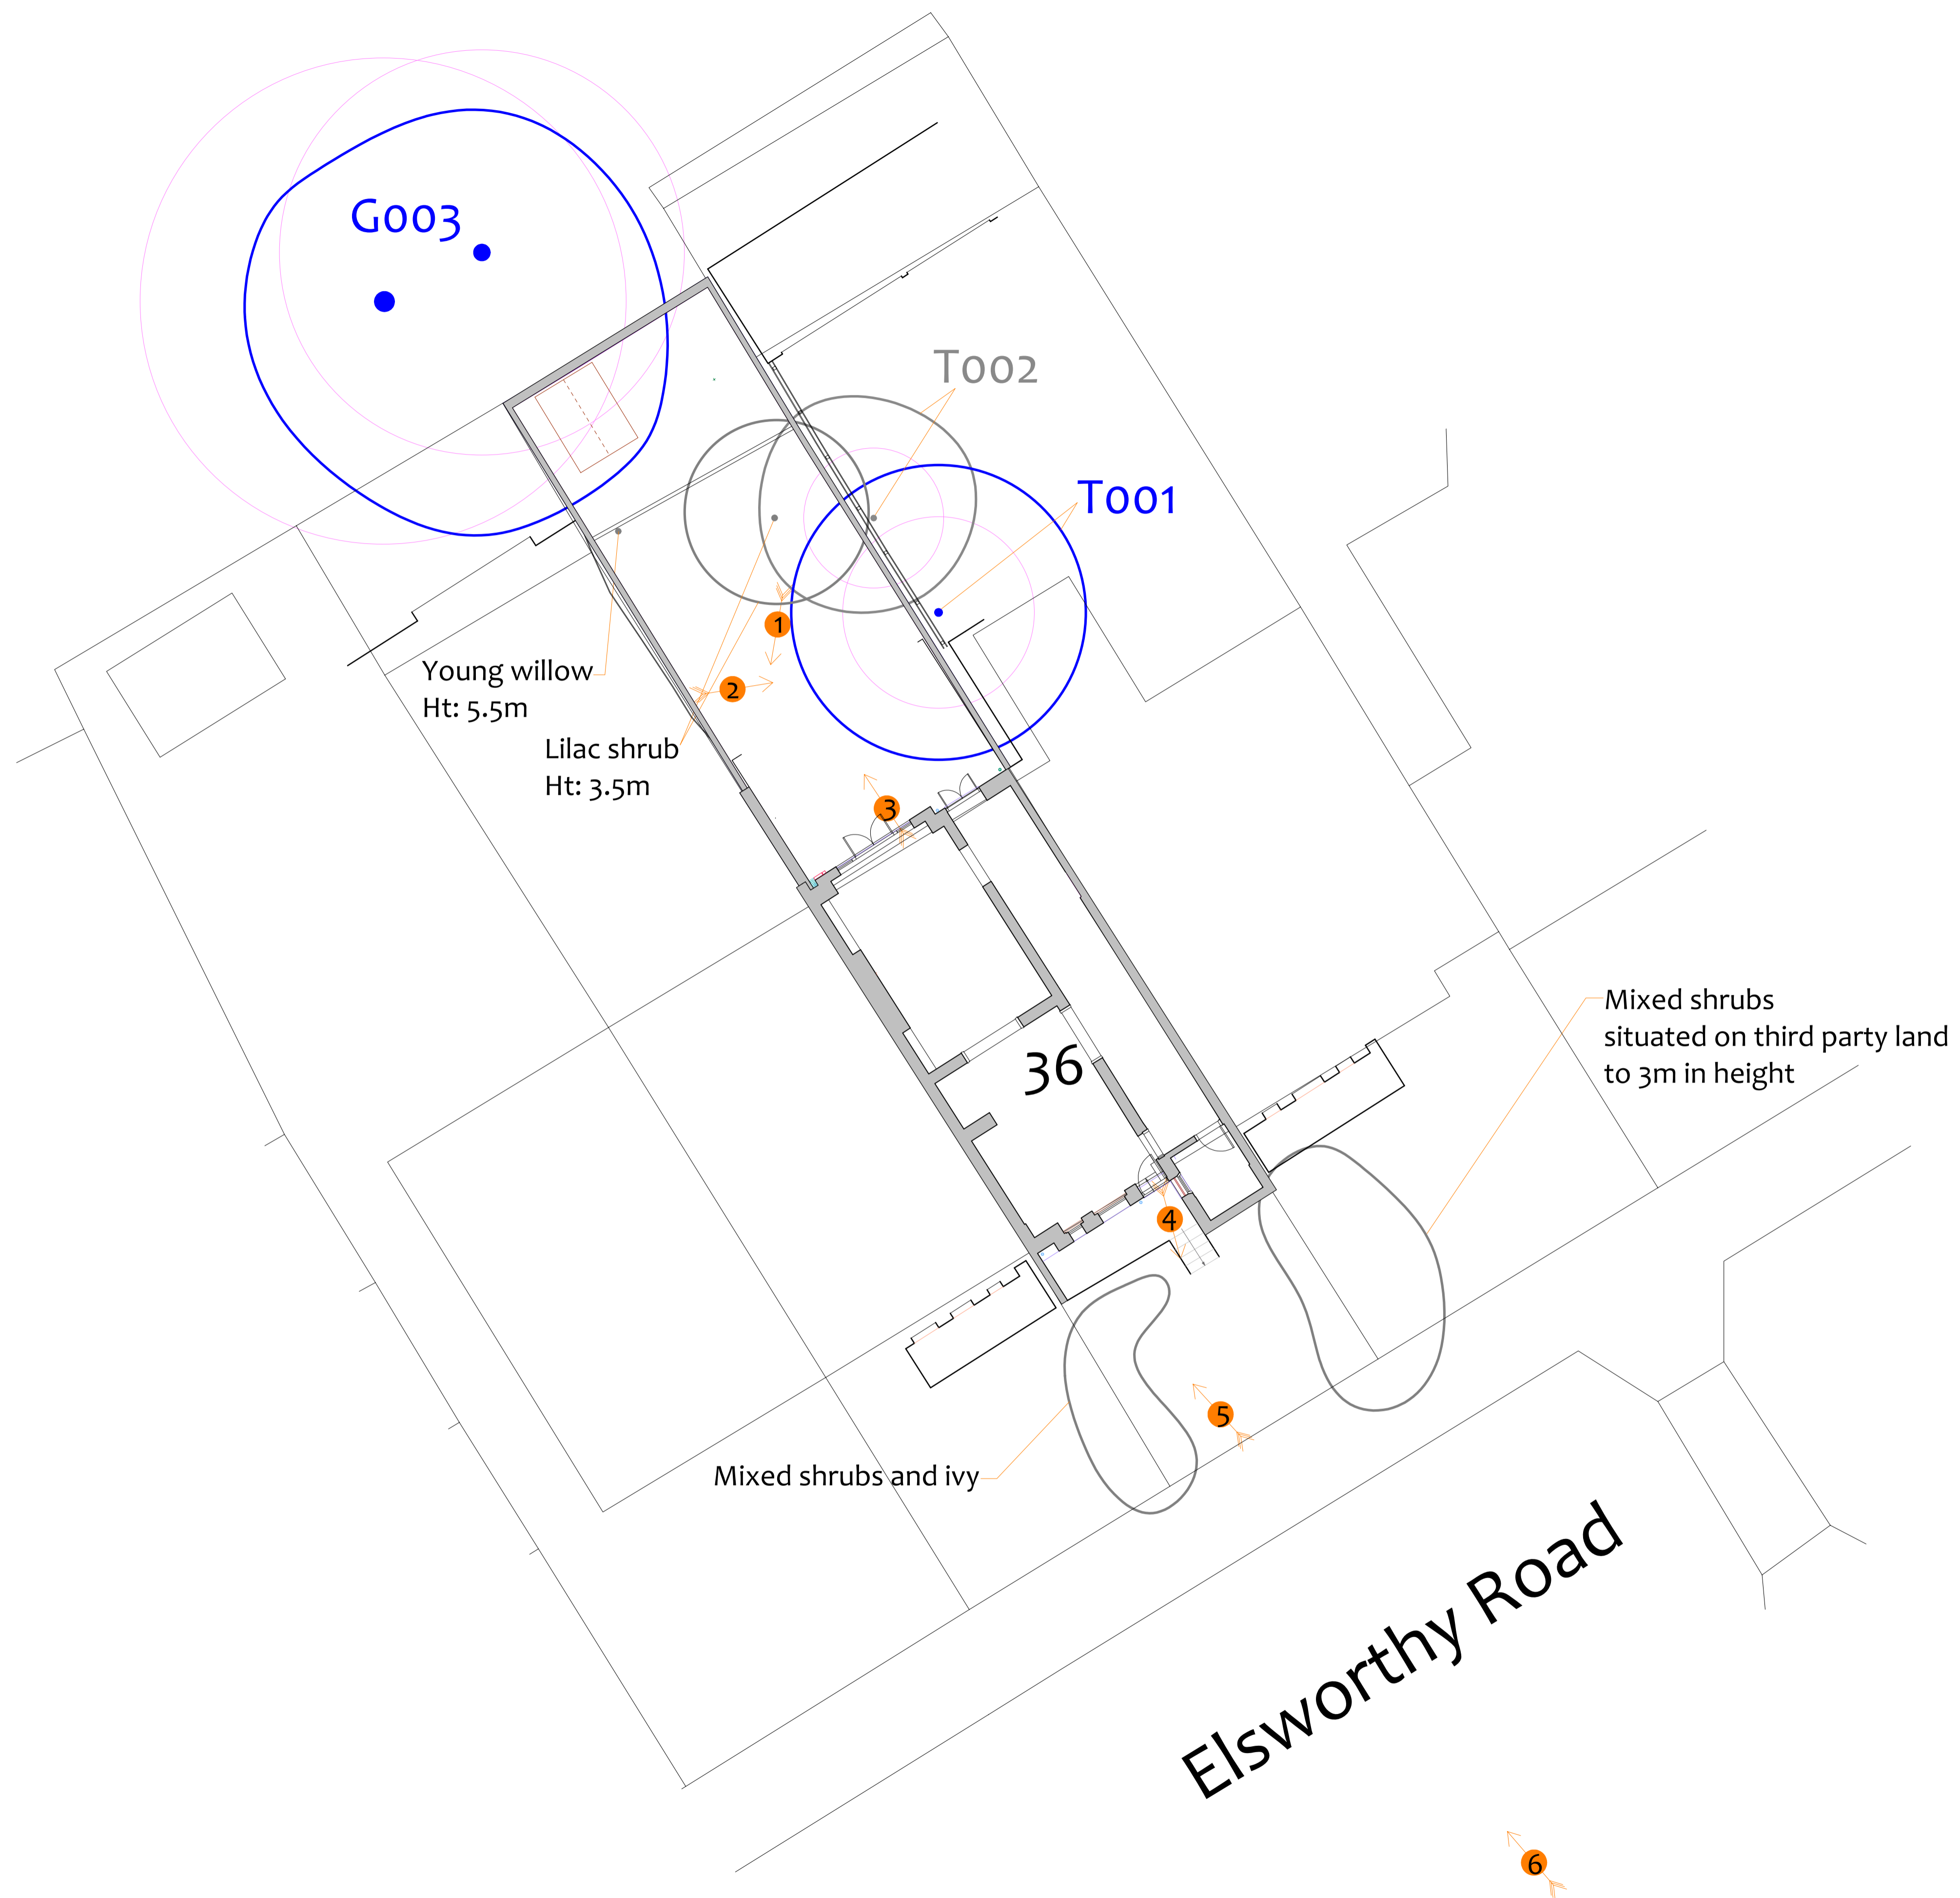 G003
T002
T001
1
2
Young willow
Ht: 5.5m
Lilac shrub
Ht: 3.5m
3
36
Mixed shrubs
situated on third party land
to 3m in height
4
5
Mixed shrubs and ivy
Elsworthy Road
6